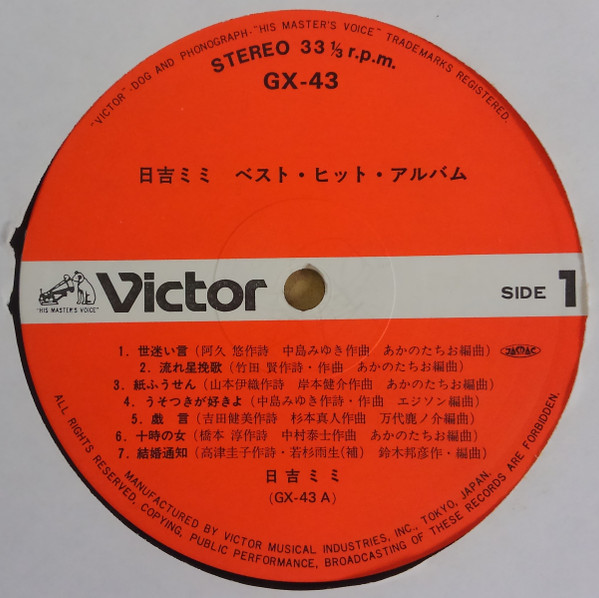 "VICTOR"-DOG AND PHONOGRAPH-"HIS MASTER'S VOICE" TRADEMARKS REGISTERED.
STEREO 33 1/3 r.p.m.
GX-43
日吉ミミ ベスト・ヒット・アルバム
"HIS MASTER'S VOICE"
Victor
SIDE 1
1. 世迷い言(阿久 悠作詩 中島みゆき作曲 あかのたちお編曲)
JASRAC
2. 流れ星挽歌(竹田 賢作詩・作曲 あかのたちお編曲)
3. 紙ふうせん(山本伊織作詩 岸本健介作曲 あかのたちお編曲)
4. うそつきが好きよ(中島みゆき作詩・作曲 エジソン編曲)
5. 戯 言(吉田健美作詩 杉本真人作曲 万代鹿ノ介編曲)
6. 十時の女(橋本 淳作詩 中村泰士作曲 あかのたちお編曲)
7. 結婚通知(高津圭子作詩・若杉雨生(補) 鈴木邦彦作・編曲)
日吉ミミ
(GX-43 A)
MANUFACTURED BY VICTOR MUSICAL INDUSTRIES, INC., TOKYO, JAPAN.
ALL RIGHTS RESERVED. COPYING, PUBLIC PERFORMANCE, BROADCASTING OF THESE RECORDS ARE FORBIDDEN.